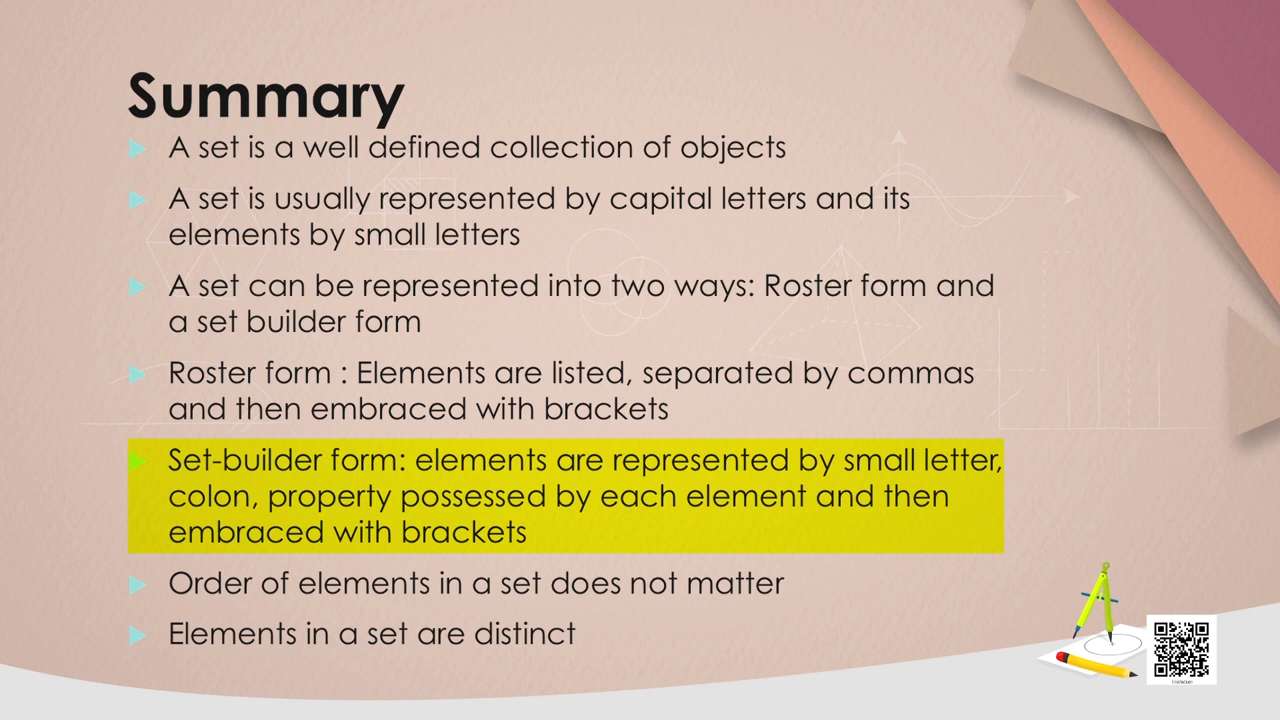 Summary
A set is a well defined collection of objects
A set is usually represented by capital letters and its
elements by small letters
A set can be represented into two ways: Roster form and
a set builder form
Roster form : Elements are listed, separated by commas
and then embraced with brackets
Set-builder form: elements are represented by small letter,
colon, property possessed by each element and then
embraced with brackets
Order of elements in a set does not matter
Elements in a set are distinct